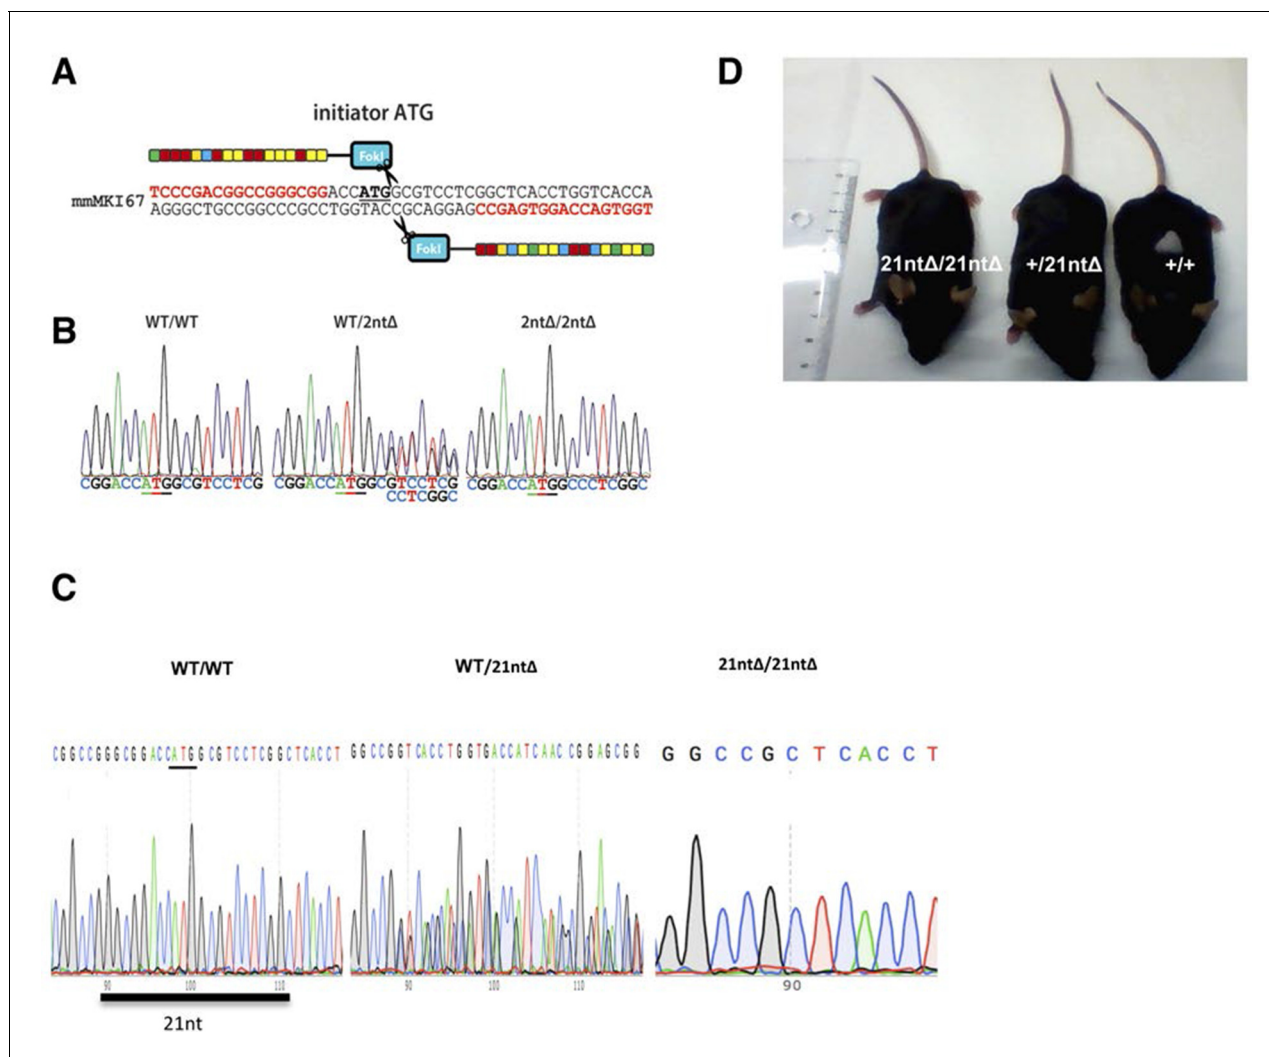 A
initiator ATG
FokI
mmMKI67
TCCCGACGGCCGGGCGGACCATGGCGTCCTCGGCTCACCTGGTCACCA
AGGGCTGCCGGCCCGCCTGGTACCGCAGGAGCCGAGTGGACCAGTGGT
FokI
B
WT/WT
WT/2ntΔ
2ntΔ/2ntΔ
CGGACCATGGCGTCCTCG
CGGACCATGGCGTCCTCG
CCTCGGC
CGGACCATGGCCCTCGGC
C
WT/WT
WT/21ntΔ
21ntΔ/21ntΔ
CGGCCGGGCGGACCATGGCGTCCTCGGCTCACCT
GGCCGGTCACCTGGTGACCATCAACCGGAGCGG
GGCCGCTCACCT
90 100 110
90 100 110
90
21nt
D
21ntΔ/21ntΔ
+/21ntΔ
+/+